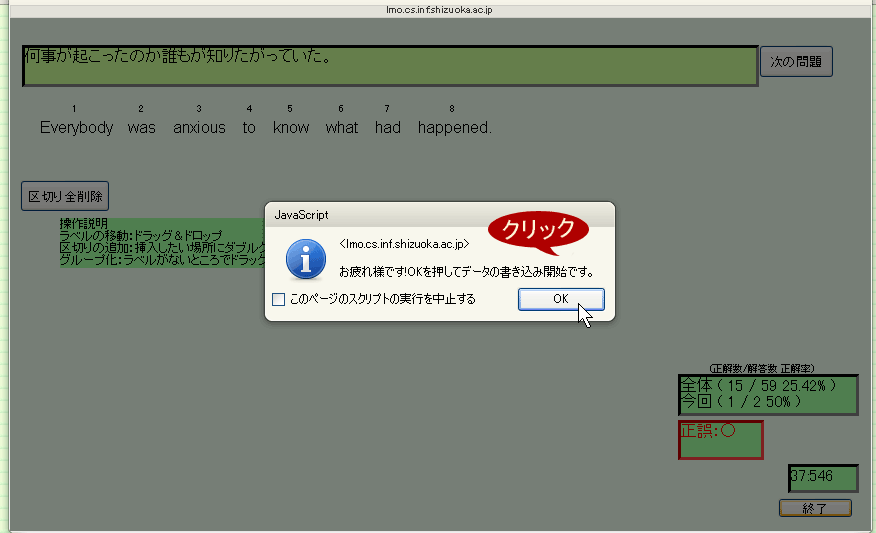 lmo.cs.inf.shizuoka.ac.jp
何事が起こったのか誰もが知りたがっていた。
次の問題
1 2 3 4 5 6 7 8
Everybody was anxious to know what had happened.
区切り全削除
操作説明
ラベルの移動:ドラッグ＆ドロップ
区切りの追加:挿入したい場所にダブルク
グループ化:ラベルがないところでドラッグ
JavaScript
クリック
<lmo.cs.inf.shizuoka.ac.jp>
お疲れ様です!OKを押してデータの書き込み開始です。
このページのスクリプトの実行を中止する
OK
(正解数/解答数 正解率)
全体 ( 15 / 59 25.42% )
今回 ( 1 / 2 50% )
正誤:○
37:546
終了